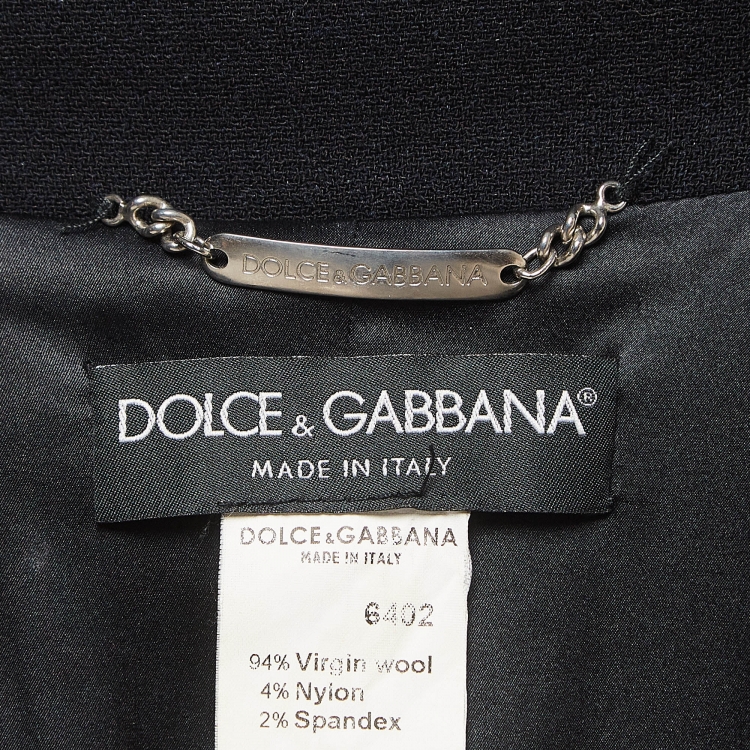 DOLCE&GABBANA
DOLCE & GABBANA®
MADE IN ITALY
DOLCE&GABBANA
MADE IN ITALY
6402
94% Virgin wool
4% Nylon
2% Spandex